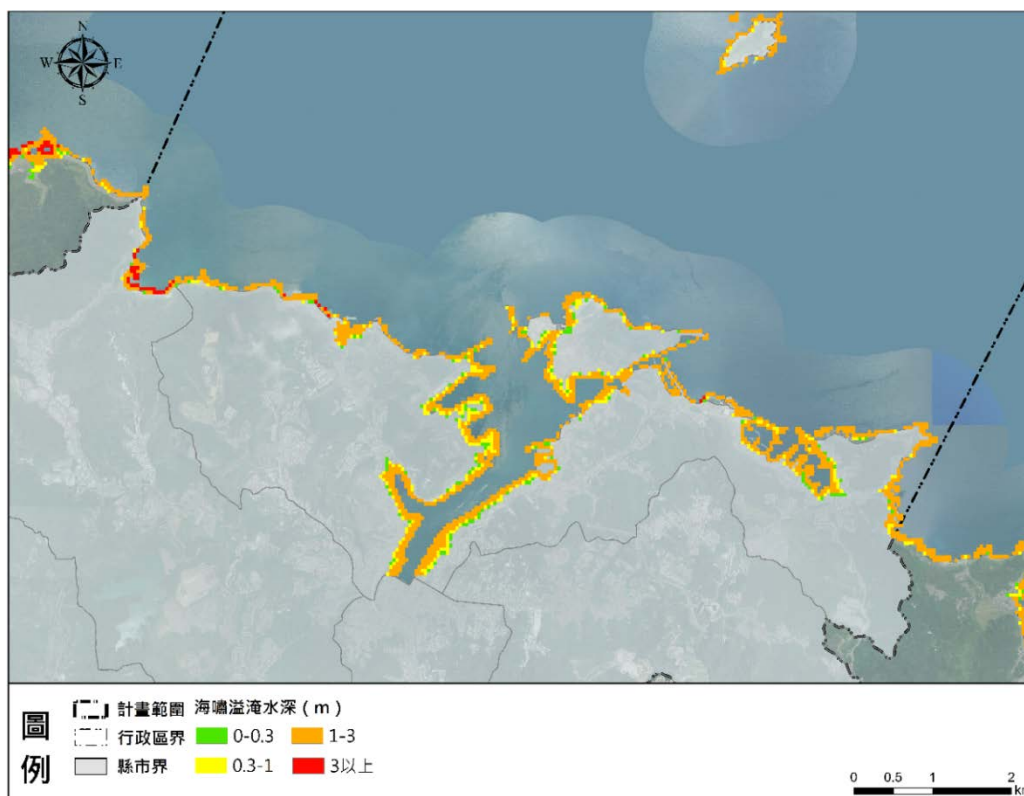 N
W E
S
圖例
計畫範圍 海嘯溢淹水深（m）
行政區界 0-0.3 1-3
縣市界 0.3-1 3以上
0 0.5 1 2
km